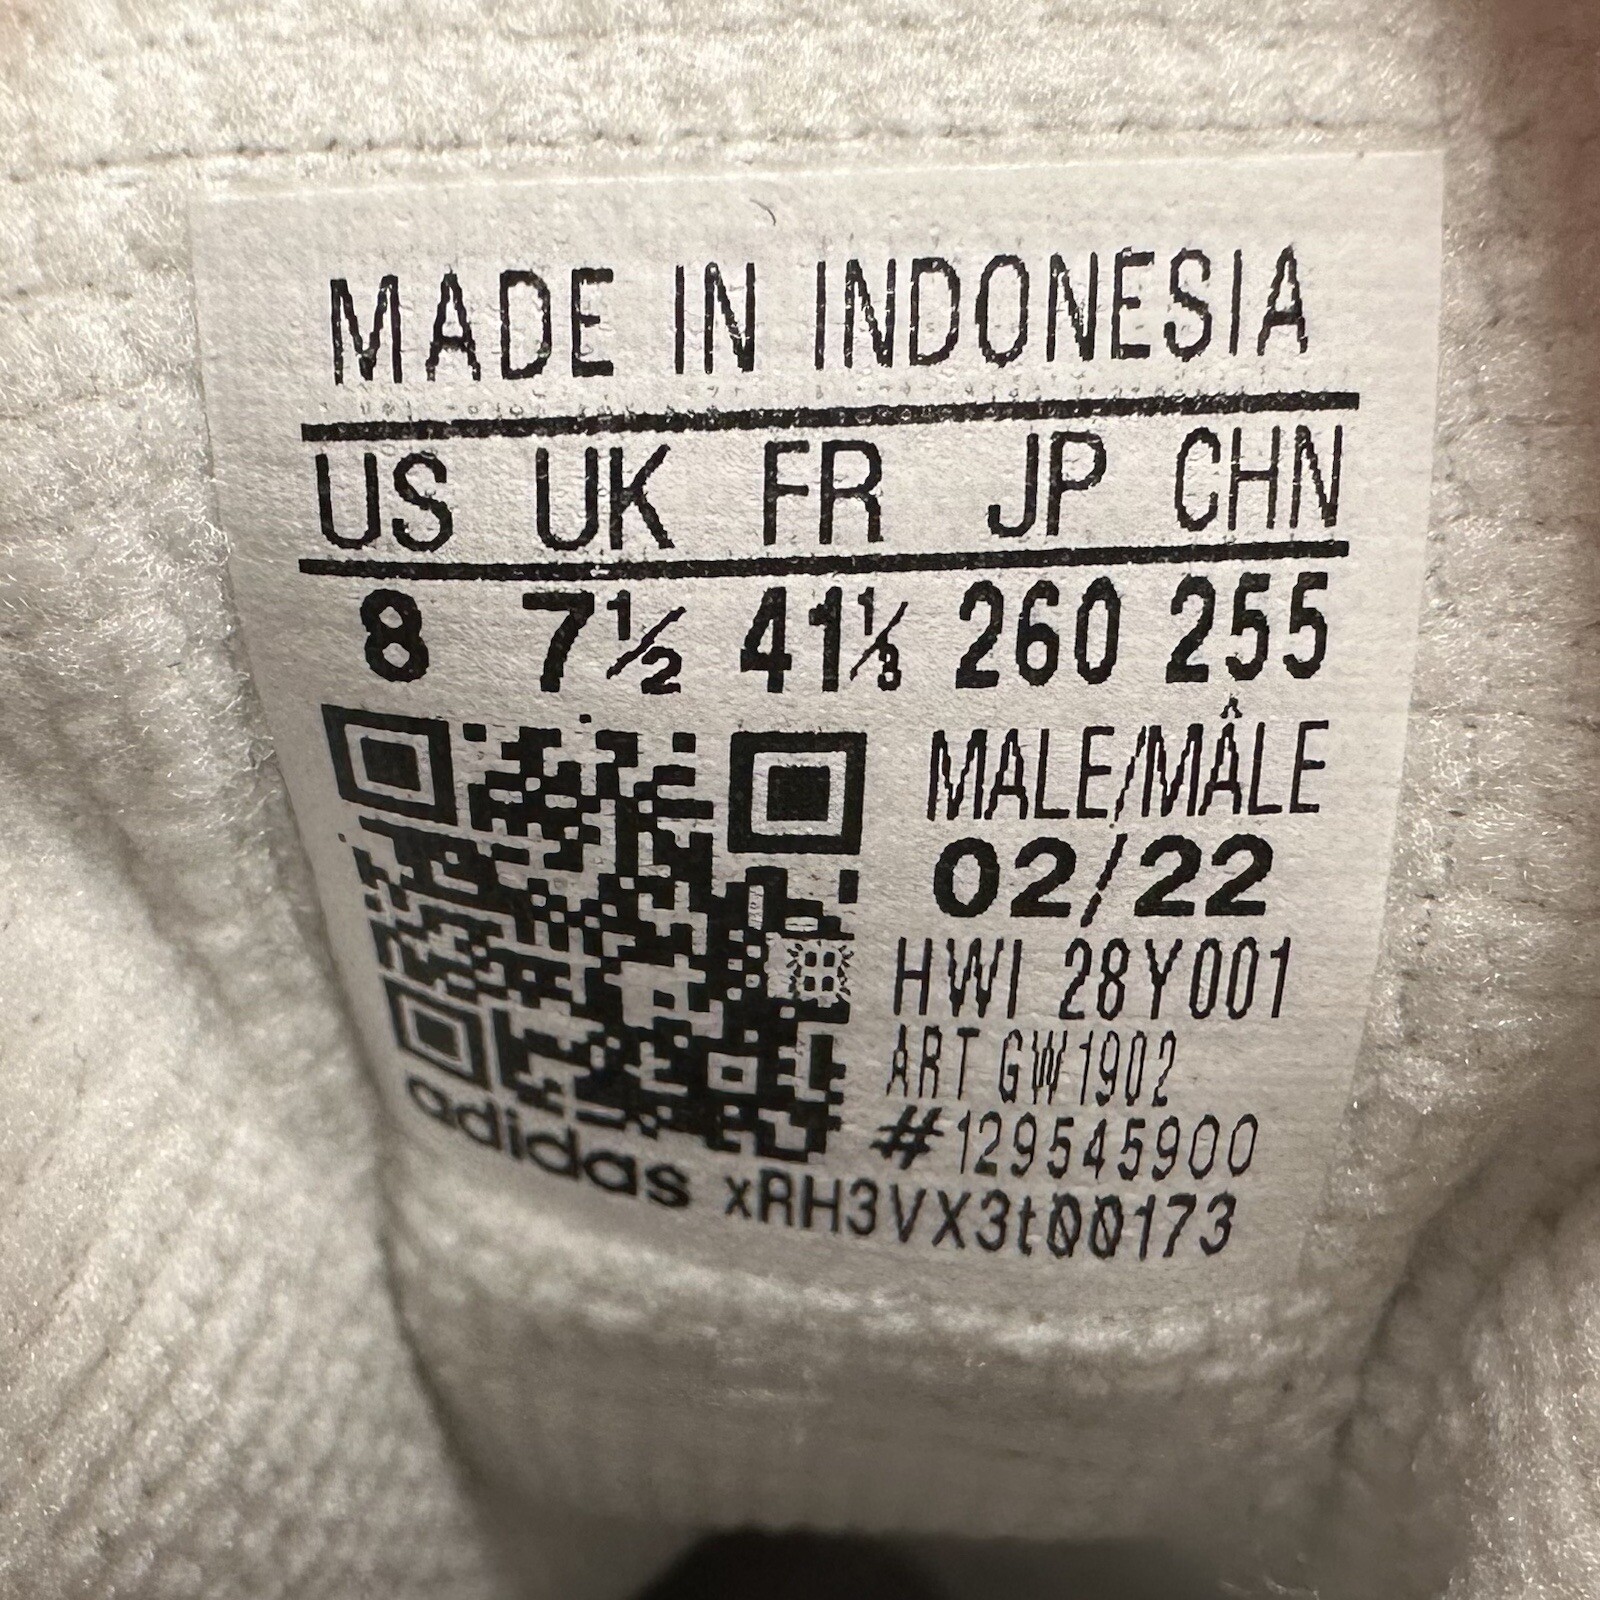 MADE IN INDONESIA
US UK FR JP CHN
8 7½ 41⅓ 260 255
MALE/MÂLE
02/22
HWI 28Y001
ART GW1902
#129545900
adidas xRH3VX3t00173